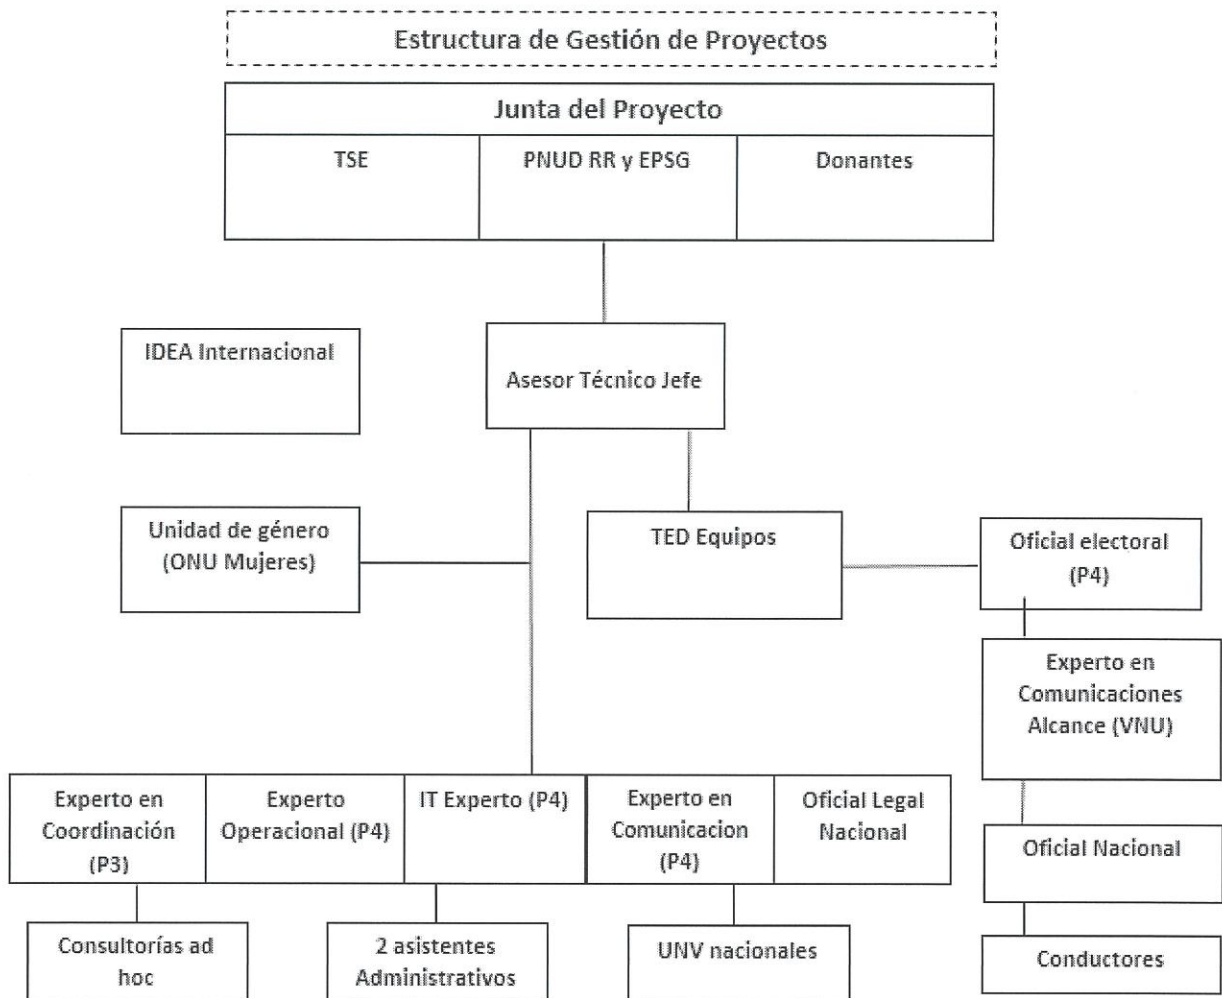 Estructura de Gestión de Proyectos
Junta del Proyecto
TSE
PNUD RR y EPSG
Donantes
IDEA Internacional
Asesor Técnico Jefe
Unidad de género
(ONU Mujeres)
TED Equipos
Oficial electoral
(P4)
Experto en
Comunicaciones
Alcance (VNU)
Experto en
Coordinación
(P3)
Experto
Operacional (P4)
IT Experto (P4)
Experto en
Comunicacion
(P4)
Oficial Legal
Nacional
Oficial Nacional
Consultorías ad
hoc
2 asistentes
Administrativos
UNV nacionales
Conductores